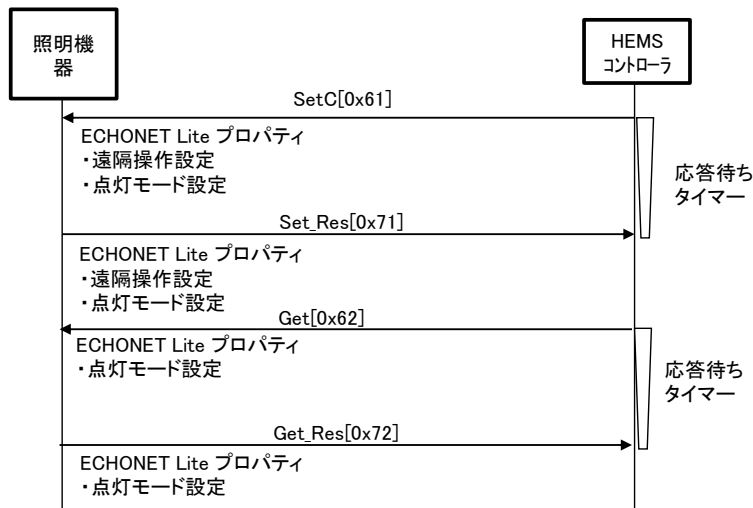 照明機
器
HEMS
コントローラ
SetC[0x61]
ECHONET Lite プロパティ
・遠隔操作設定
・点灯モード設定
応答待ち
タイマー
Set_Res[0x71]
ECHONET Lite プロパティ
・遠隔操作設定
・点灯モード設定
Get[0x62]
ECHONET Lite プロパティ
・点灯モード設定
応答待ち
タイマー
Get_Res[0x72]
ECHONET Lite プロパティ
・点灯モード設定